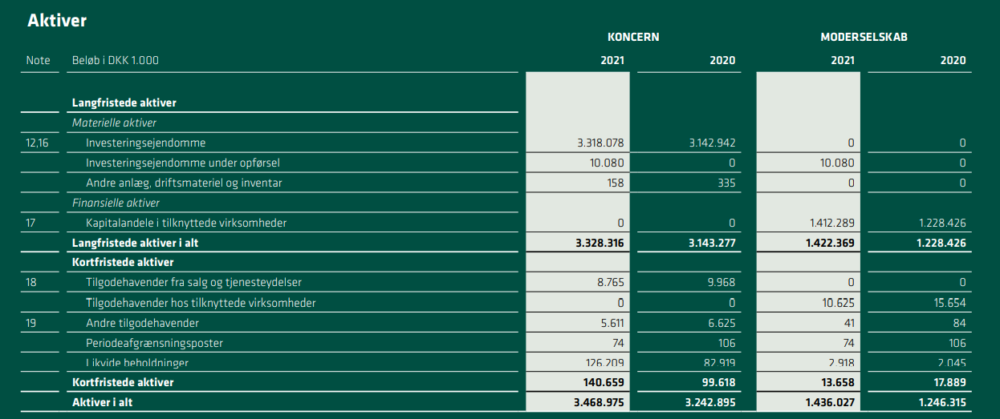 Aktiver
KONCERN MODERSELSKAB
Note Beløb i DKK 1.000 2021 2020 2021 2020
Langfristede aktiver
Materielle aktiver
12,16 Investeringsejendomme 3.318.078 3.142.942 0 0
Investeringsejendomme under opførsel 10.080 0 10.080 0
Andre anlæg, driftsmateriel og inventar 158 335 0 0
Finansielle aktiver
17 Kapitalandele i tilknyttede virksomheder 0 0 1.412.289 1.228.426
Langfristede aktiver i alt 3.328.316 3.143.277 1.422.369 1.228.426
Kortfristede aktiver
18 Tilgodehavender fra salg og tjenesteydelser 8.765 9.968 0 0
Tilgodehavender hos tilknyttede virksomheder 0 0 10.625 15.654
19 Andre tilgodehavender 5.611 6.625 41 84
Periodeafgrænsningsposter 74 106 74 106
Likvide beholdninger 126.209 82.919 2.918 2.045
Kortfristede aktiver 140.659 99.618 13.658 17.889
Aktiver i alt 3.468.975 3.242.895 1.436.027 1.246.315